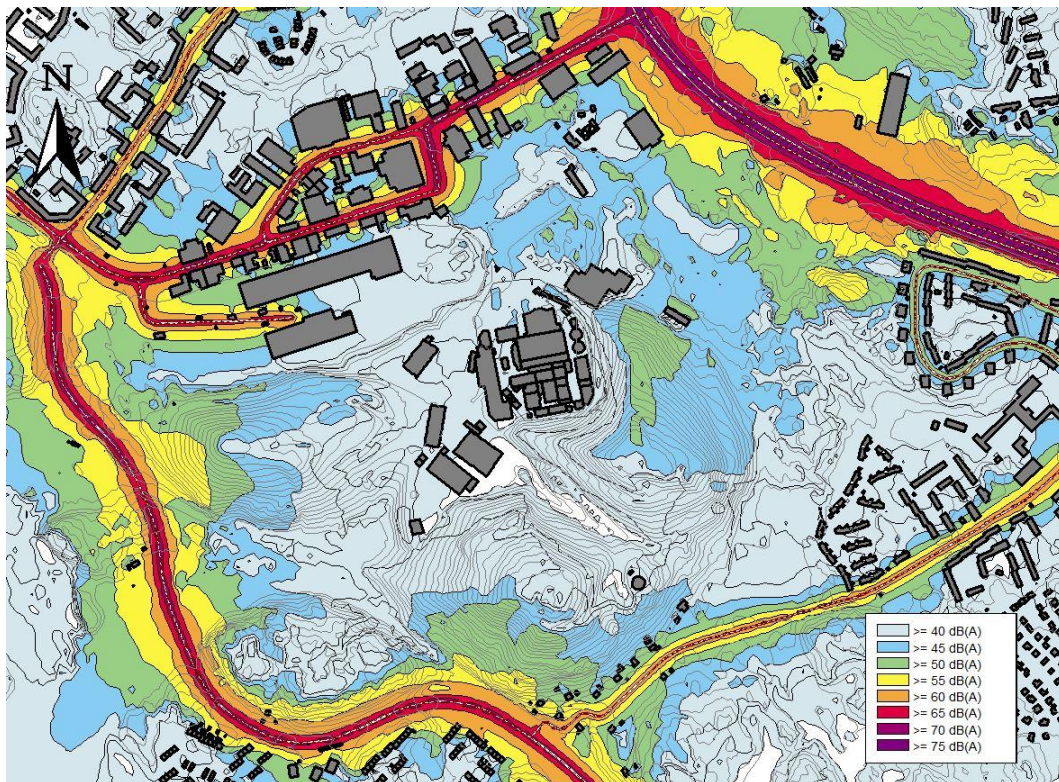 N
>= 40 dB(A)
>= 45 dB(A)
>= 50 dB(A)
>= 55 dB(A)
>= 60 dB(A)
>= 65 dB(A)
>= 70 dB(A)
>= 75 dB(A)